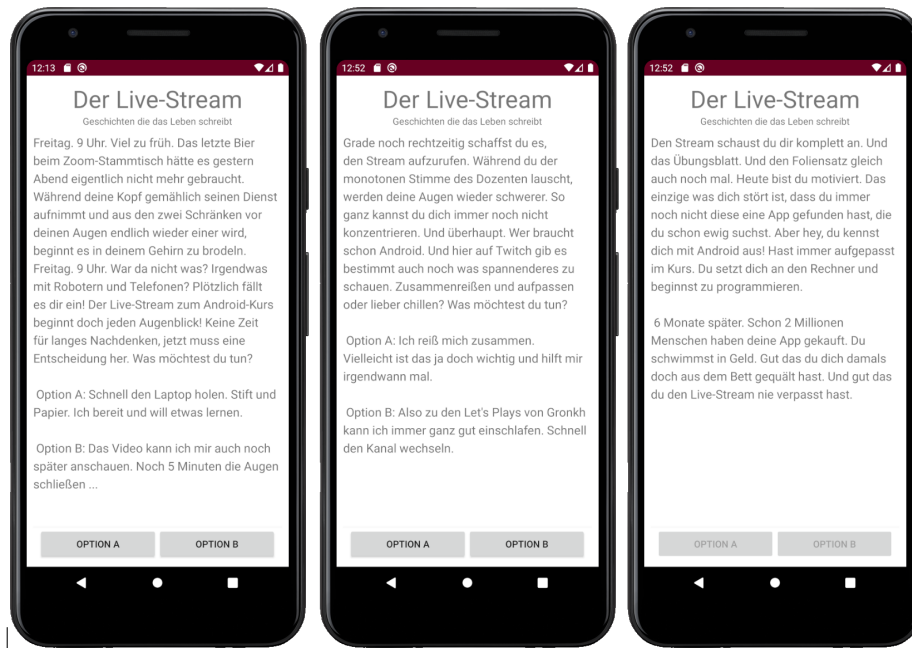 12:13
Der Live-Stream
Geschichten die das Leben schreibt
Freitag. 9 Uhr. Viel zu früh. Das letzte Bier
beim Zoom-Stammtisch hätte es gestern
Abend eigentlich nicht mehr gebraucht.
Während deine Kopf gemählich seinen Dienst
aufnimmt und aus den zwei Schränken vor
deinen Augen endlich wieder einer wird,
beginnt es in deinem Gehirn zu brodeln.
Freitag. 9 Uhr. War da nicht was? Irgendwas
mit Robotern und Telefonen? Plötzlich fällt
es dir ein! Der Live-Stream zum Android-Kurs
beginnt doch jeden Augenblick! Keine Zeit
für langes Nachdenken, jetzt muss eine
Entscheidung her. Was möchtest du tun?
Option A: Schnell den Laptop holen. Stift und
Papier. Ich bereit und will etwas lernen.
Option B: Das Video kann ich mir auch noch
später anschauen. Noch 5 Minuten die Augen
schließen ...
OPTION A
OPTION B
12:52
Der Live-Stream
Geschichten die das Leben schreibt
Grade noch rechtzeitig schaffst du es,
den Stream aufzurufen. Während du der
monotonen Stimme des Dozenten lauscht,
werden deine Augen wieder schwerer. So
ganz kannst du dich immer noch nicht
konzentrieren. Und überhaupt. Wer braucht
schon Android. Und hier auf Twitch gib es
bestimmt auch noch was spannenderes zu
schauen. Zusammenreißen und aufpassen
oder lieber chillen? Was möchtest du tun?
Option A: Ich reiß mich zusammen.
Vielleicht ist das ja doch wichtig und hilft mir
irgendwann mal.
Option B: Also zu den Let's Plays von Gronkh
kann ich immer ganz gut einschlafen. Schnell
den Kanal wechseln.
OPTION A
OPTION B
12:52
Der Live-Stream
Geschichten die das Leben schreibt
Den Stream schaust du dir komplett an. Und
das Übungsblatt. Und den Foliensatz gleich
auch noch mal. Heute bist du motiviert. Das
einzige was dich stört ist, dass du immer
noch nicht diese eine App gefunden hast, die
du schon ewig suchst. Aber hey, du kennst
dich mit Android aus! Hast immer aufgepasst
im Kurs. Du setzt dich an den Rechner und
beginnst zu programmieren.
6 Monate später. Schon 2 Millionen
Menschen haben deine App gekauft. Du
schwimmst in Geld. Gut das du dich damals
doch aus dem Bett gequält hast. Und gut das
du den Live-Stream nie verpasst hast.
OPTION A
OPTION B